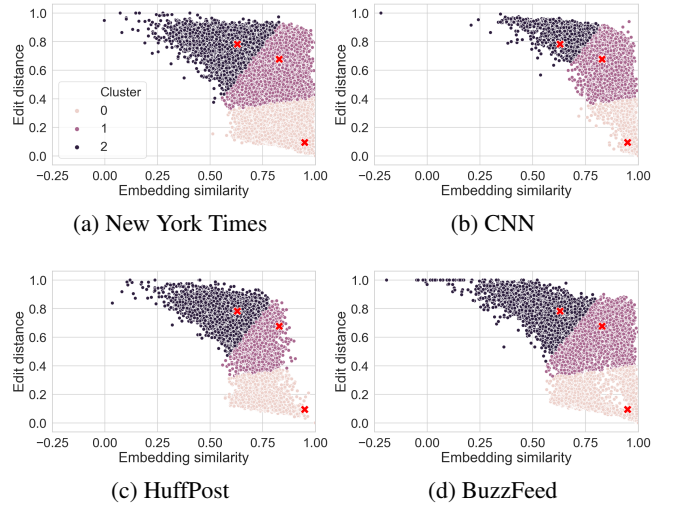 1.0
0.8
0.6
0.4
0.2
0.0
Edit distance
Cluster
0
1
2
−0.25 0.00 0.25 0.50 0.75 1.00
Embedding similarity
(a) New York Times
1.0
0.8
0.6
0.4
0.2
0.0
Edit distance
−0.25 0.00 0.25 0.50 0.75 1.00
Embedding similarity
(b) CNN
1.0
0.8
0.6
0.4
0.2
0.0
Edit distance
−0.25 0.00 0.25 0.50 0.75 1.00
Embedding similarity
(c) HuffPost
1.0
0.8
0.6
0.4
0.2
0.0
Edit distance
−0.25 0.00 0.25 0.50 0.75 1.00
Embedding similarity
(d) BuzzFeed